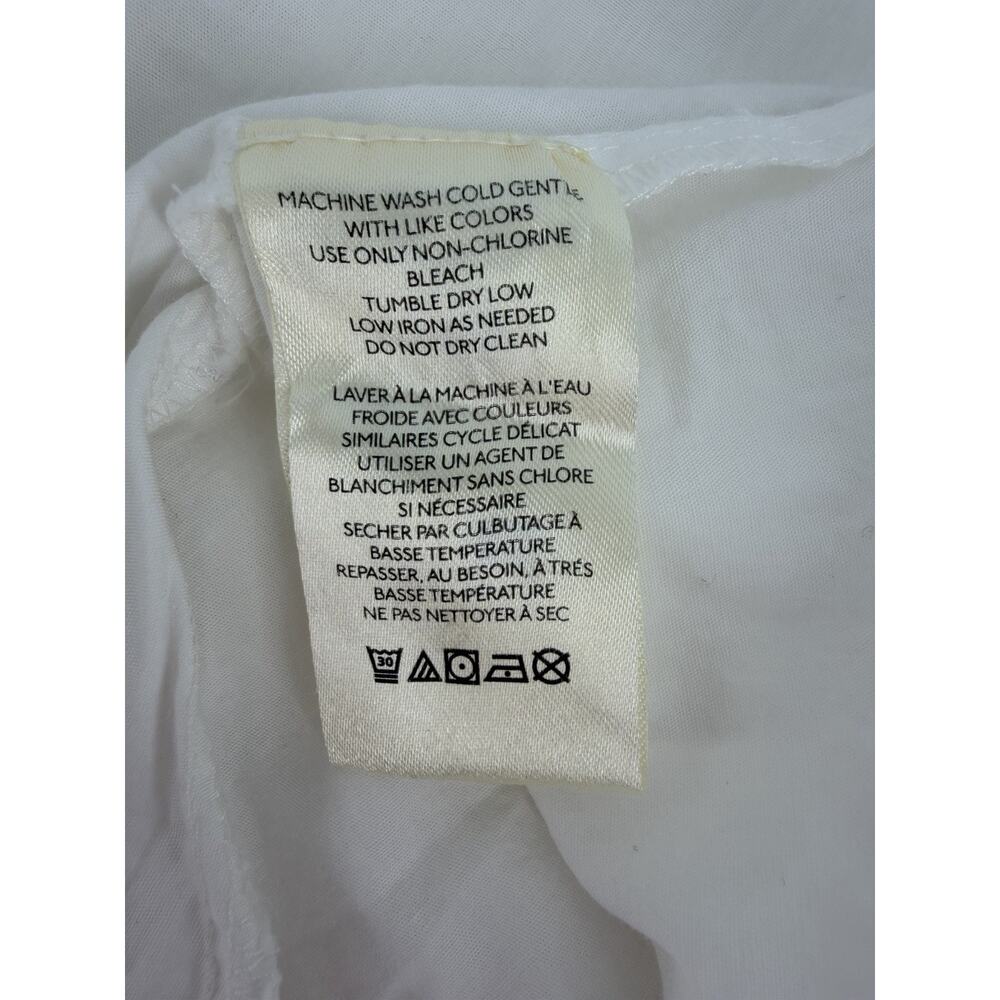 MACHINE WASH COLD GENTLE
WITH LIKE COLORS
USE ONLY NON-CHLORINE
BLEACH
TUMBLE DRY LOW
LOW IRON AS NEEDED
DO NOT DRY CLEAN
LAVER À LA MACHINE À L'EAU
FROIDE AVEC COULEURS
SIMILAIRES CYCLE DÉLICAT
UTILISER UN AGENT DE
BLANCHIMENT SANS CHLORE
SI NÉCESSAIRE
SECHER PAR CULBUTAGE À
BASSE TEMPERATURE
REPASSER, AU BESOIN, À TRÉS
BASSE TEMPÉRATURE
NE PAS NETTOYER À SEC
30